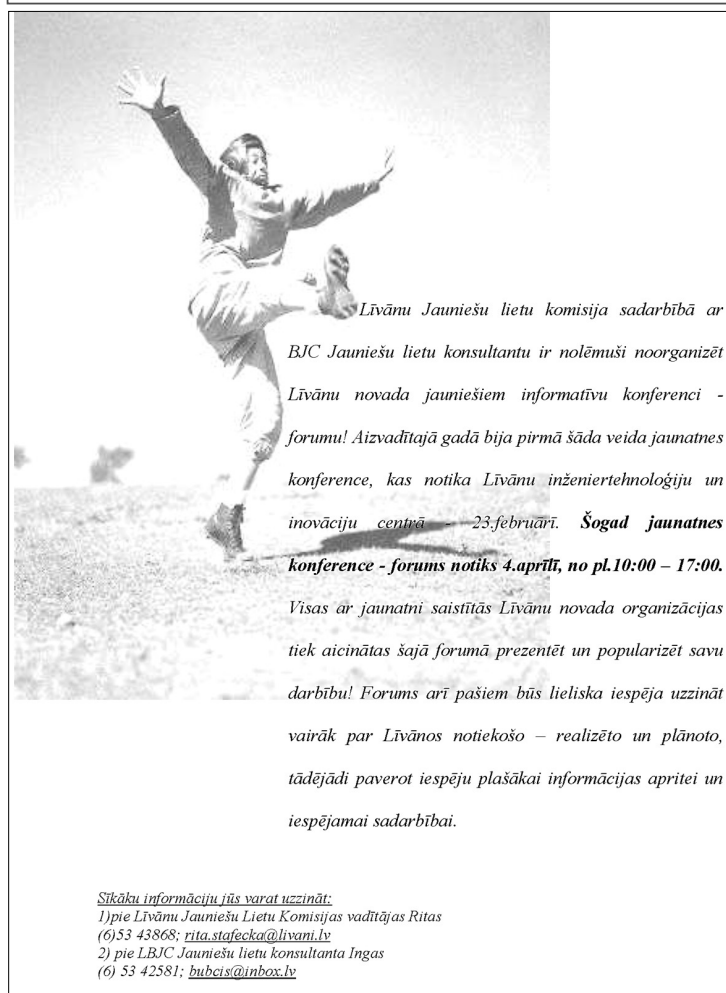 Līvānu Jauniešu lietu komisija sadarbībā ar
BJC Jauniešu lietu konsultantu ir nolēmuši noorganizēt
Līvānu novada jauniešiem informatīvu konferenci -
forumu! Aizvadītajā gadā bija pirmā šāda veida jaunatnes
konference, kas notika Līvānu inženiertehnoloģiju un
inovāciju centrā - 23.februārī. Šogad jaunatnes
konference - forums notiks 4.aprīlī, no pl.10:00 – 17:00.
Visas ar jaunatni saistītās Līvānu novada organizācijas
tiek aicinātas šajā forumā prezentēt un popularizēt savu
darbību! Forums arī pašiem būs lieliska iespēja uzzināt
vairāk par Līvānos notiekošo – realizēto un plānoto,
tādējādi paverot iespēju plašākai informācijas apritei un
iespējamai sadarbībai.
Sīkāku informāciju jūs varat uzzināt:
1)pie Līvānu Jauniešu Lietu Komisijas vadītājas Ritas
(6)53 43868; rita.stafecka@livani.lv
2) pie LBJC Jauniešu lietu konsultanta Ingas
(6) 53 42581; bubcis@inbox.lv